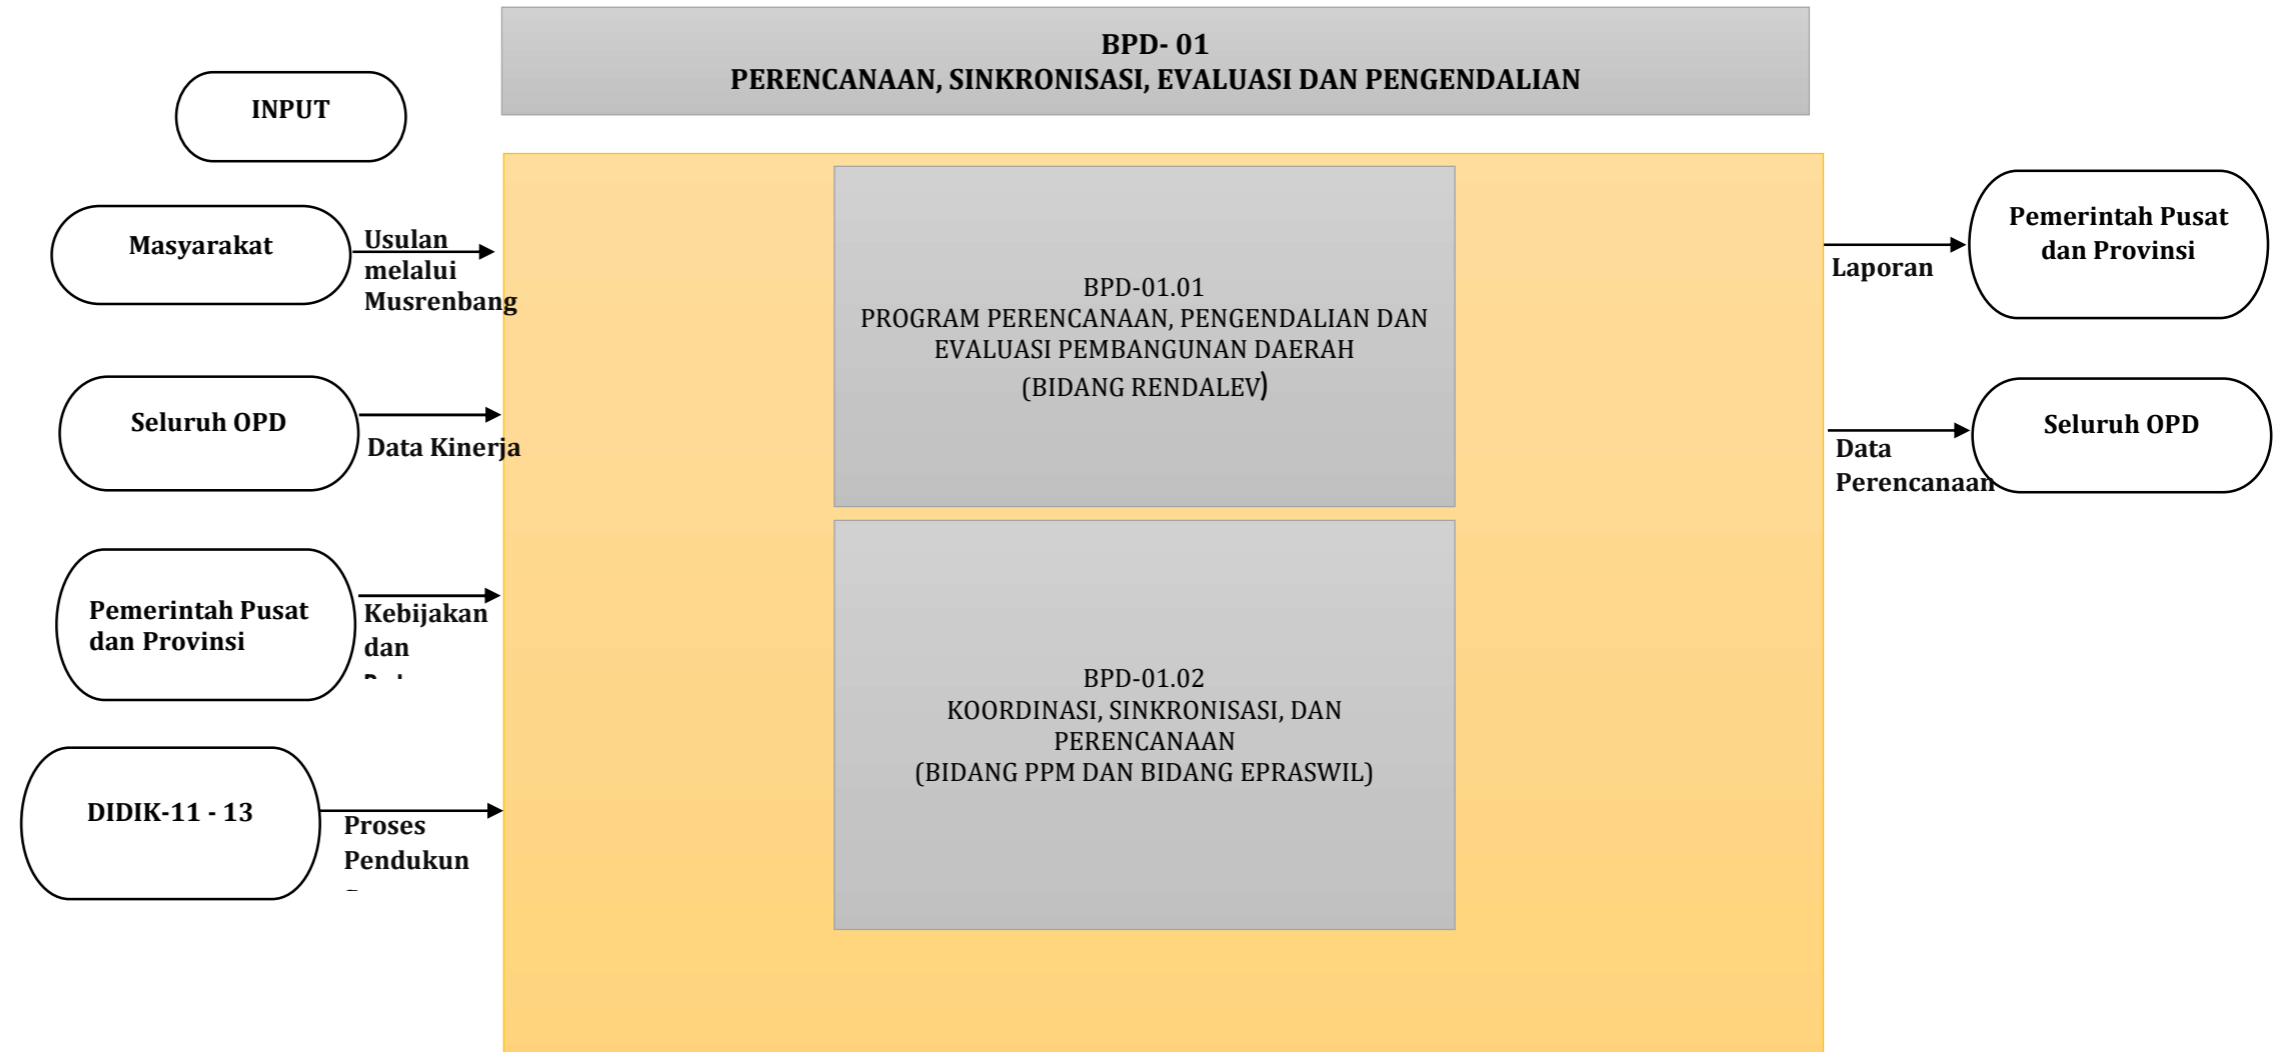 BPD- 01
PERENCANAAN, SINKRONISASI, EVALUASI DAN PENGENDALIAN
INPUT
Masyarakat
Usulan
melalui
Musrenbang
Seluruh OPD
Data Kinerja
Pemerintah Pusat
dan Provinsi
Kebijakan
dan
DIDIK-11 - 13
Proses
Pendukun
BPD-01.01
PROGRAM PERENCANAAN, PENGENDALIAN DAN
EVALUASI PEMBANGUNAN DAERAH
(BIDANG RENDALEV)
BPD-01.02
KOORDINASI, SINKRONISASI, DAN
PERENCANAAN
(BIDANG PPM DAN BIDANG EPRASWIL)
Laporan
Pemerintah Pusat
dan Provinsi
Data
Perencanaan
Seluruh OPD